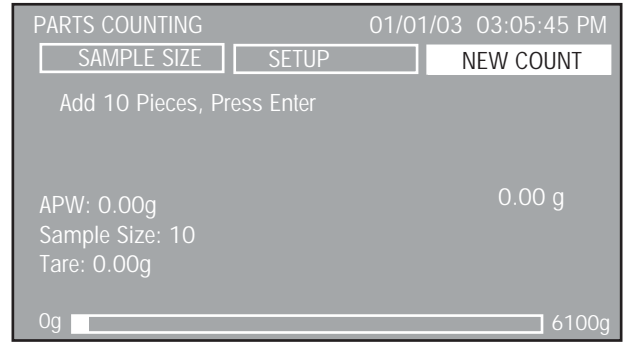 PARTS COUNTING 01/01/03 03:05:45 PM
SAMPLE SIZE SETUP NEW COUNT
Add 10 Pieces, Press Enter
0.00 g
APW: 0.00g
Sample Size: 10
Tare: 0.00g
0g 6100g